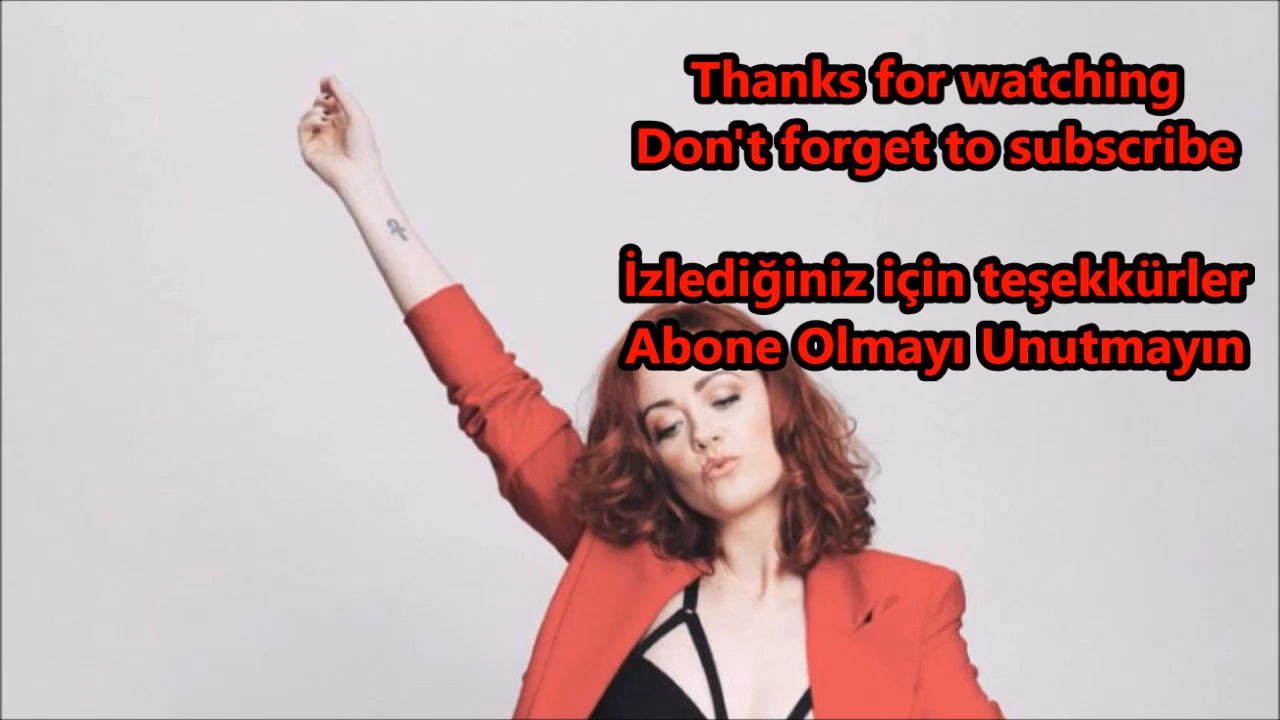 Thanks for watching
Don't forget to subscribe
İzlediğiniz için teşekkürler
Abone Olmayı Unutmayın